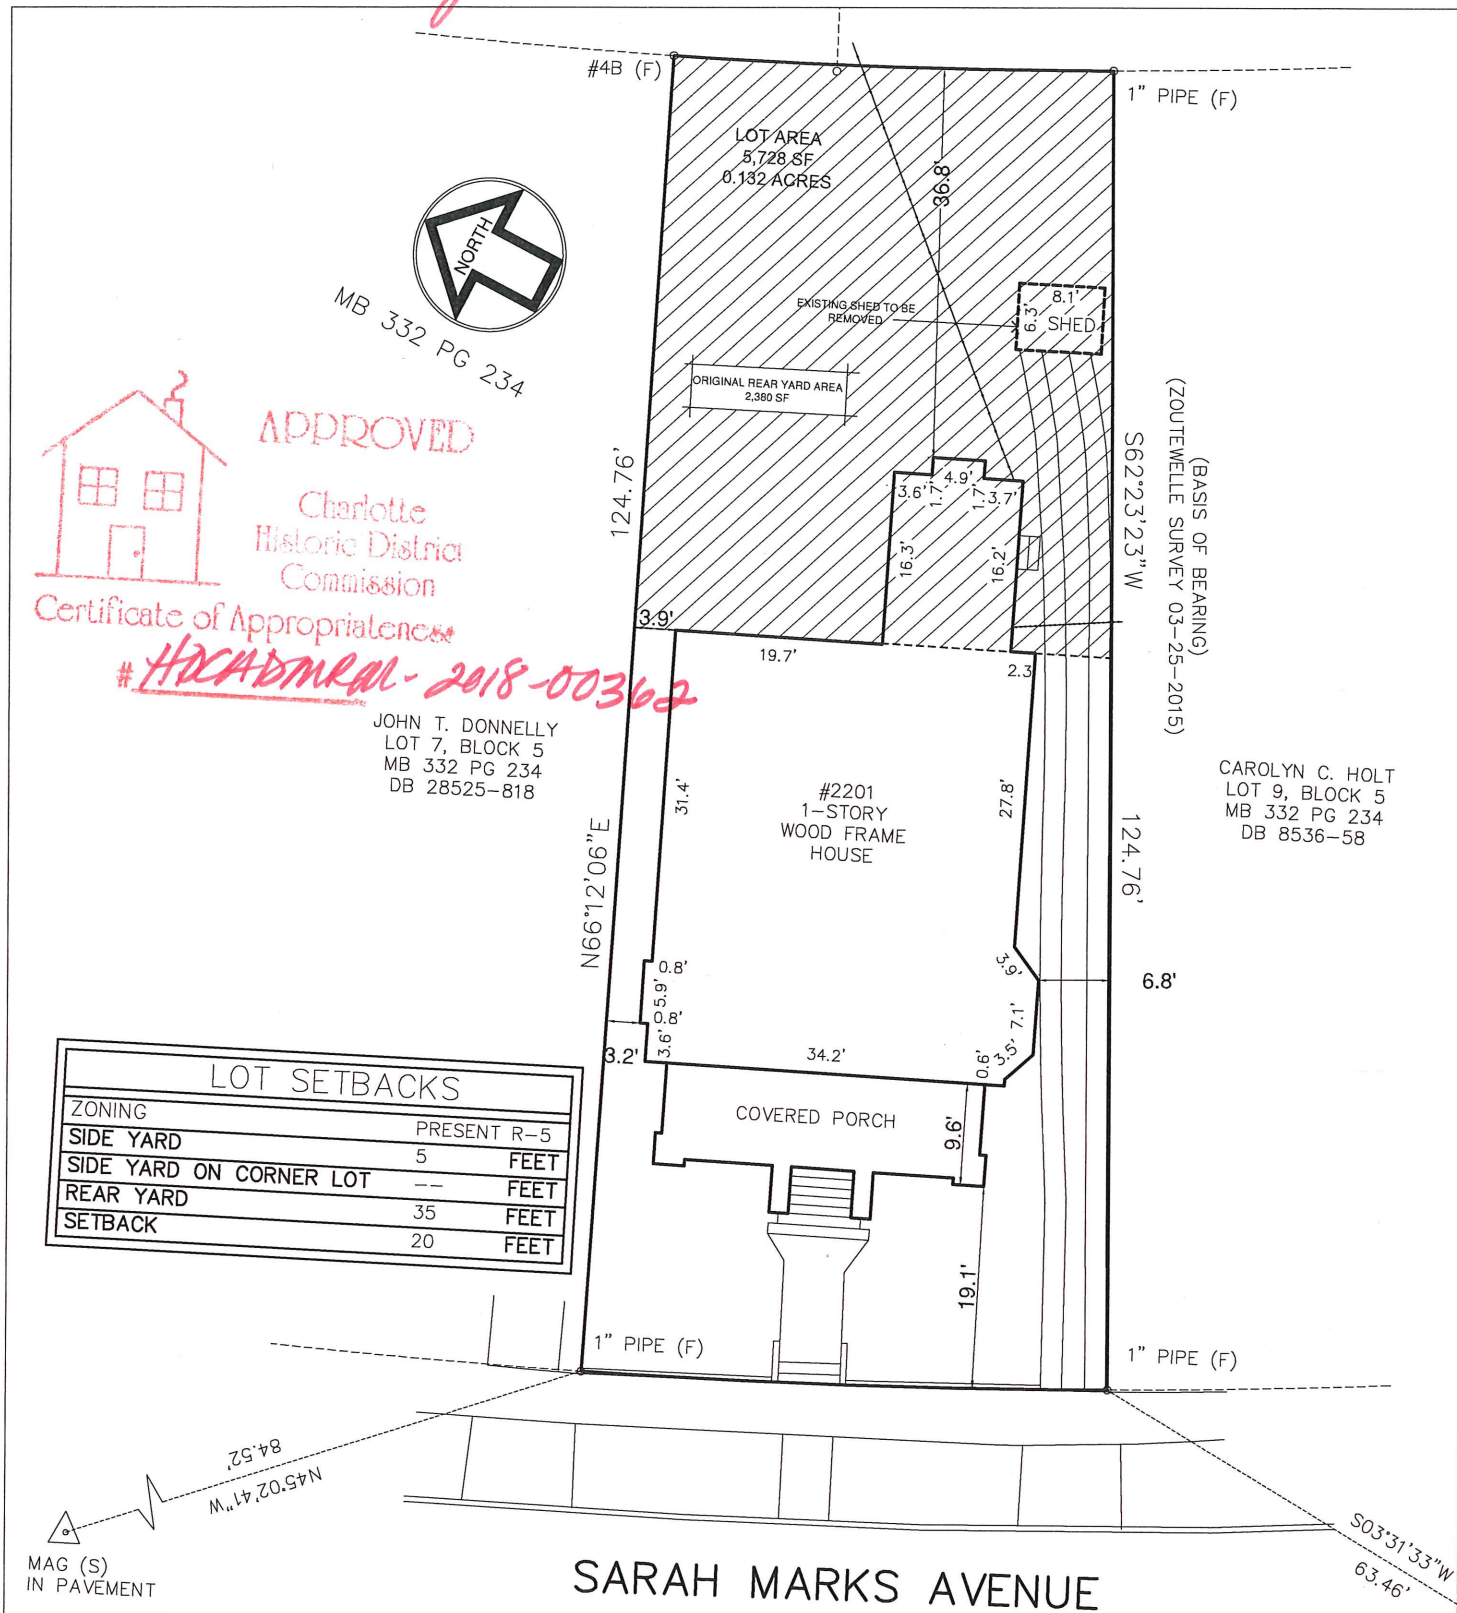 #4B (F)
1" PIPE (F)
LOT AREA
5,728 SF
0.132 ACRES
36.8'
NORTH
MB 332 PG 234
EXISTING SHED TO BE
REMOVED
8.1'
6.3'
SHED
ORIGINAL REAR YARD AREA
2,380 SF
APPROVED
Charlotte
Historic District
Commission
Certificate of Appropriateness
# HDCADMRM-2018-00362
124.76'
N66°12'06"E
S62°23'23"W
124.76'
(BASIS OF BEARING)
(ZOUTEWELLE SURVEY 03-25-2015)
3.6'
1.7'
4.9'
1.7'
3.7'
16.3'
16.2'
3.9'
19.7'
2.3
JOHN T. DONNELLY
LOT 7, BLOCK 5
MB 332 PG 234
DB 28525-818
31.4'
#2201
1-STORY
WOOD FRAME
HOUSE
27.8'
CAROLYN C. HOLT
LOT 9, BLOCK 5
MB 332 PG 234
DB 8536-58
0.8'
5.9'
0.8'
3.6'
3.2'
34.2'
3.9'
7.1'
3.5'
0.6'
6.8'
COVERED PORCH
9.6'
19.1'
LOT SETBACKS
ZONING PRESENT R-5
SIDE YARD 5 FEET
SIDE YARD ON CORNER LOT -- FEET
REAR YARD 35 FEET
SETBACK 20 FEET
1" PIPE (F)
1" PIPE (F)
84.52'
N45°02'41"W
MAG (S)
IN PAVEMENT
SARAH MARKS AVENUE
S03°31'33"W
63.46'